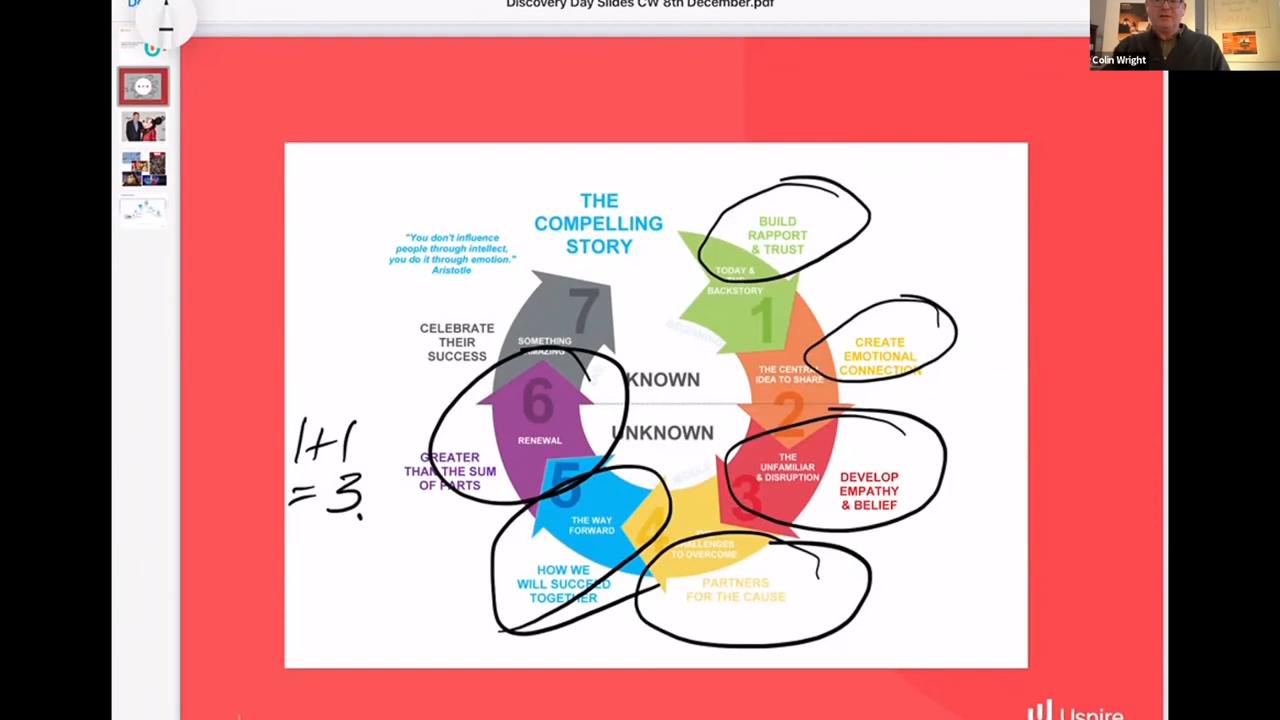 Discovery Day Slides CW 8th December.pdf
Colin Wright
THE
COMPELLING
STORY
"You don't influence
people through intellect,
you do it through emotion."
Aristotle
BUILD
RAPPORT
& TRUST
TODAY &
BACKSTORY
1
CREATE
EMOTIONAL
CONNECTION
THE CENTRAL
IDEA TO SHARE
2
THE
UNFAMILIAR
& DISRUPTION
3
DEVELOP
EMPATHY
& BELIEF
4
CHALLENGES
TO OVERCOME
PARTNERS
FOR THE CAUSE
5
THE WAY
FORWARD
HOW WE
WILL SUCCEED
TOGETHER
6
RENEWAL
GREATER
THAN THE SUM
OF PARTS
7
SOMETHING
AMAZING
CELEBRATE
THEIR
SUCCESS
KNOWN
UNKNOWN
1+1
= 3.
Uspire